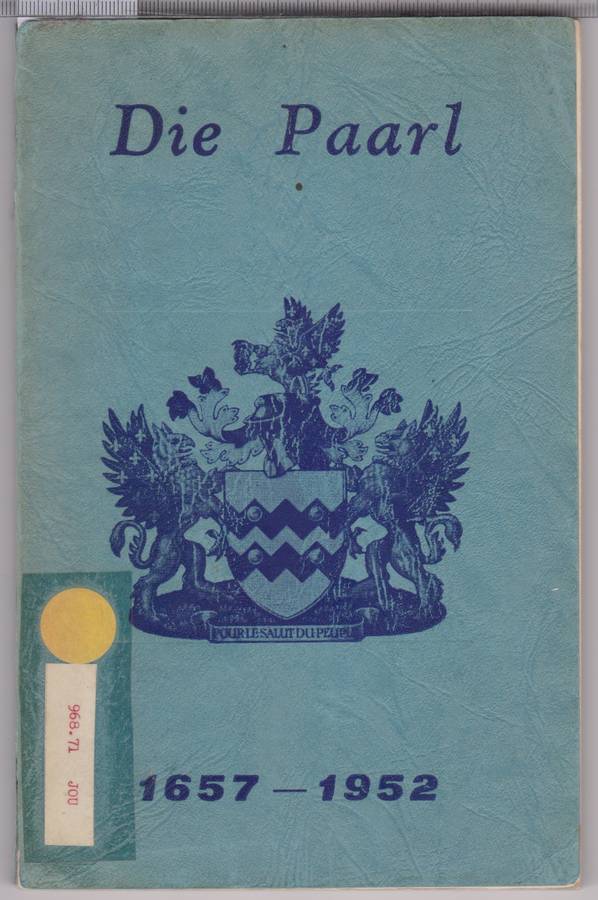 Die Paarl
POUR LE SALUT DU PEUPLE
1657 — 1952
968.71 JOU